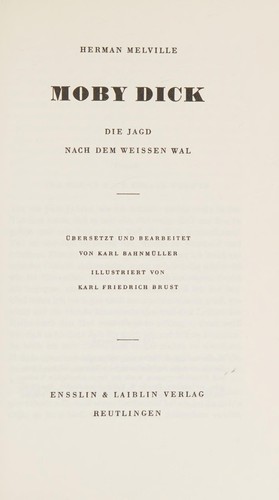 HERMAN MELVILLE
MOBY DICK
DIE JAGD
NACH DEM WEISSEN WAL
ÜBERSETZT UND BEARBEITET
VON KARL BAHNMÜLLER
ILLUSTRIERT VON
KARL FRIEDRICH BRUST
ENSSLIN & LAIBLIN VERLAG
REUTLINGEN